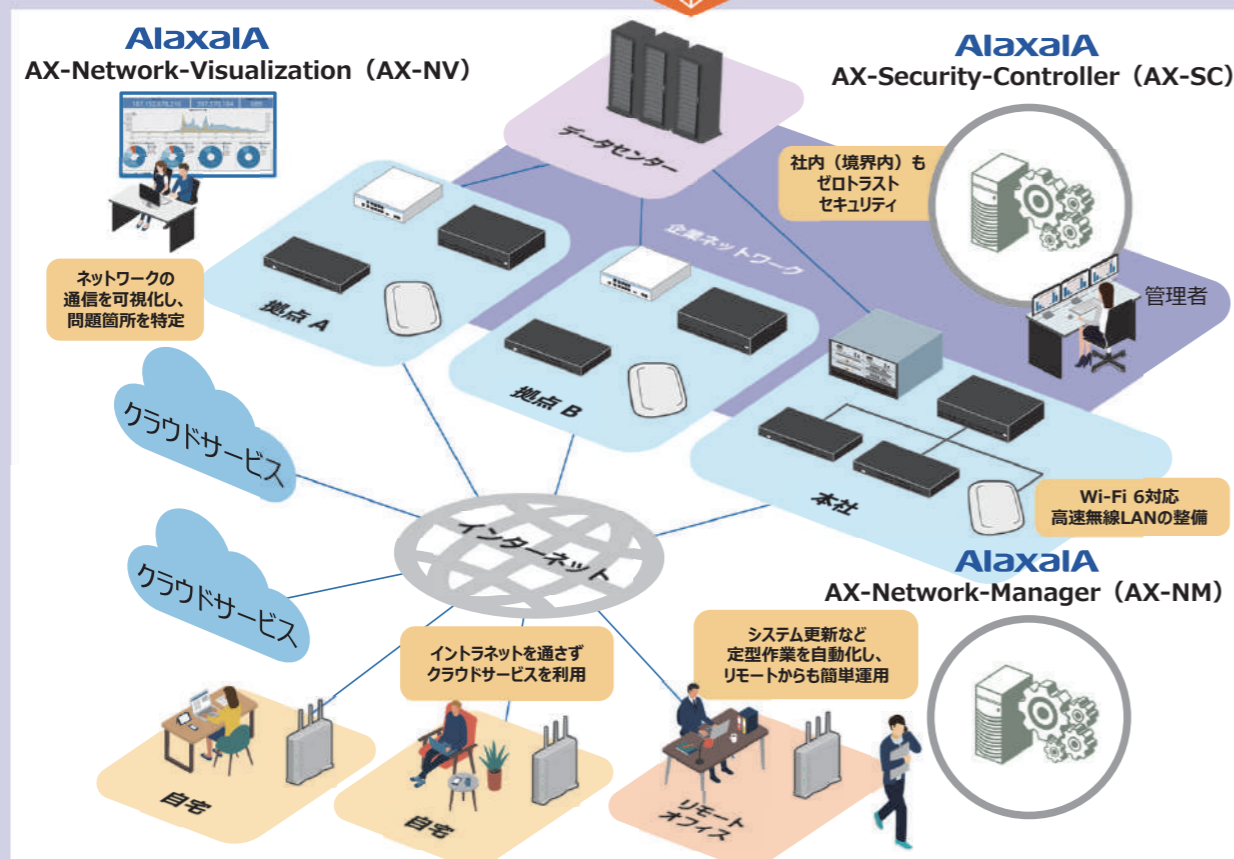 AlaxalA
AX-Network-Visualization（AX-NV）
AlaxalA
AX-Security-Controller（AX-SC）
データセンター
社内（境界内）も
ゼロトラスト
セキュリティ
企業ネットワーク
管理者
ネットワークの
通信を可視化し、
問題箇所を特定
拠点 A
拠点 B
本社
Wi-Fi 6対応
高速無線LANの整備
クラウドサービス
クラウドサービス
インターネット
AlaxalA
AX-Network-Manager（AX-NM）
イントラネットを通さず
クラウドサービスを利用
システム更新など
定型作業を自動化し、
リモートからも簡単運用
自宅
自宅
リモート
オフィス